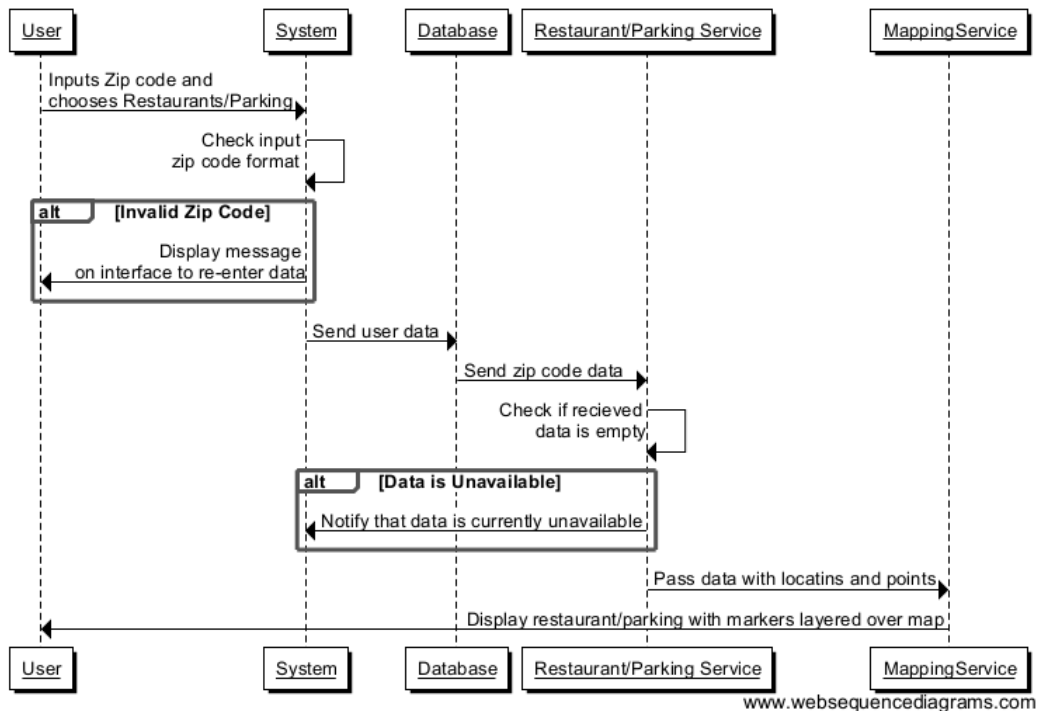 User
System
Database
Restaurant/Parking Service
MappingService
Inputs Zip code and
chooses Restaurants/Parking
Check input
zip code format
alt
[Invalid Zip Code]
Display message
on interface to re-enter data
Send user data
Send zip code data
Check if recieved
data is empty
alt
[Data is Unavailable]
Notify that data is currently unavailable
Pass data with locatins and points
Display restaurant/parking with markers layered over map
User
System
Database
Restaurant/Parking Service
MappingService
www.websequencediagrams.com